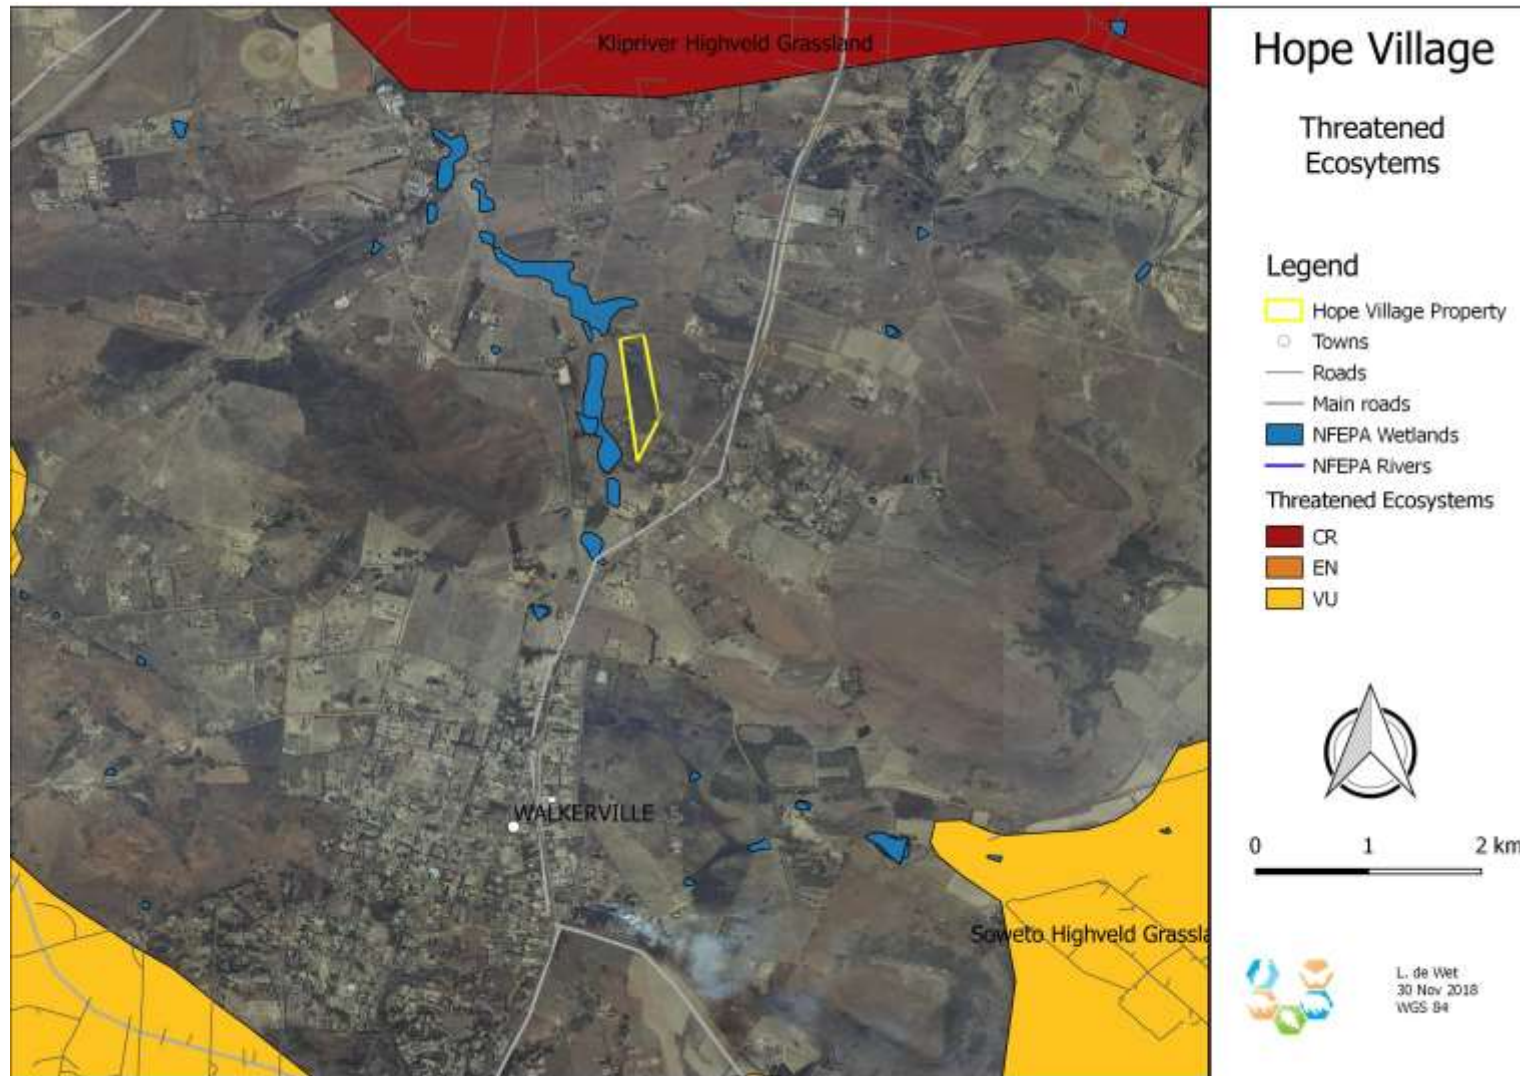 Klipriver Highveld Grassland
WALKERVILLE
Soweto Highveld Grassla
Hope Village
Threatened
Ecosytems
Legend
Hope Village Property
Towns
Roads
Main roads
NFEPA Wetlands
NFEPA Rivers
Threatened Ecosystems
CR
EN
VU
0 1 2 km
L. de Wet
30 Nov 2018
WGS 84